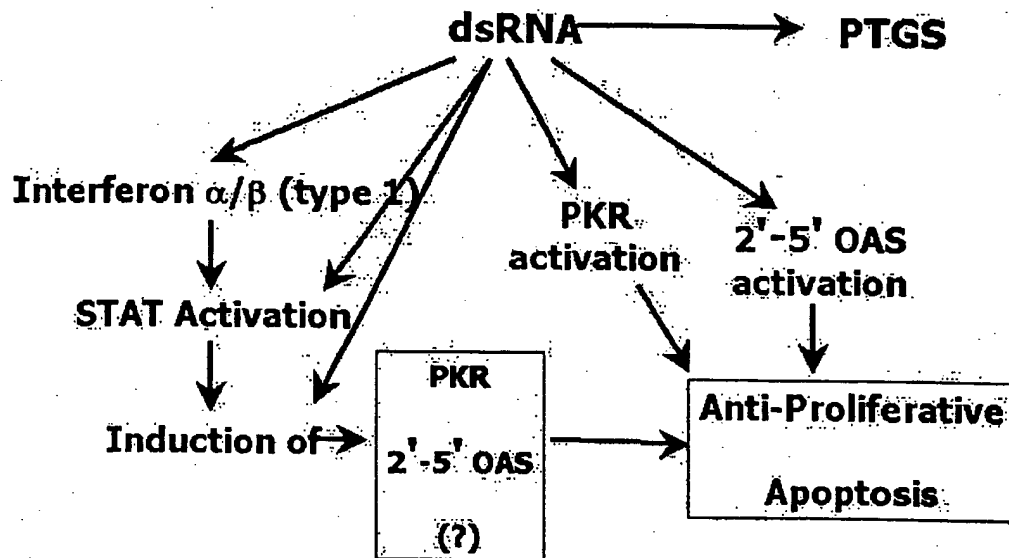 dsRNA
PTGS
Interferon α/β (type 1)
PKR
activation
2'-5' OAS
activation
STAT Activation
Induction of
PKR
2'-5' OAS
(?)
Anti-Proliferative
Apoptosis